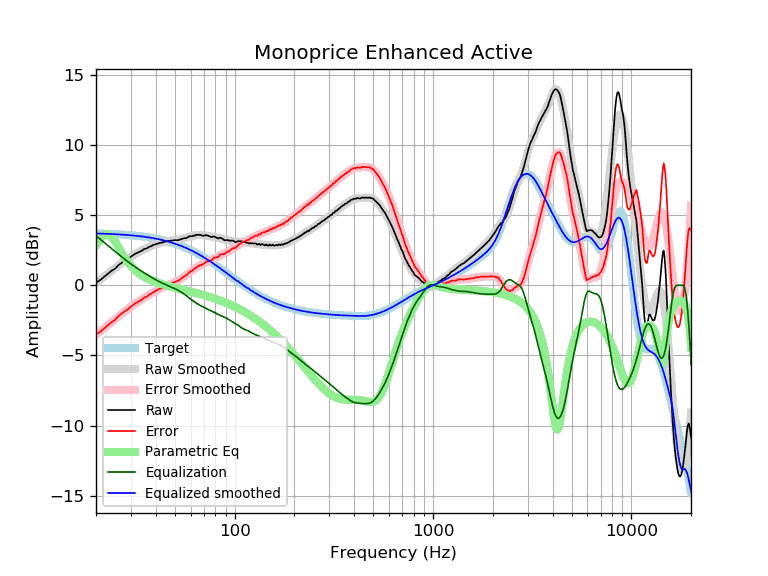 Monoprice Enhanced Active
15
10
5
0
−5
−10
−15
Amplitude (dBr)
Target
Raw Smoothed
Error Smoothed
Raw
Error
Parametric Eq
Equalization
Equalized smoothed
100
1000
10000
Frequency (Hz)